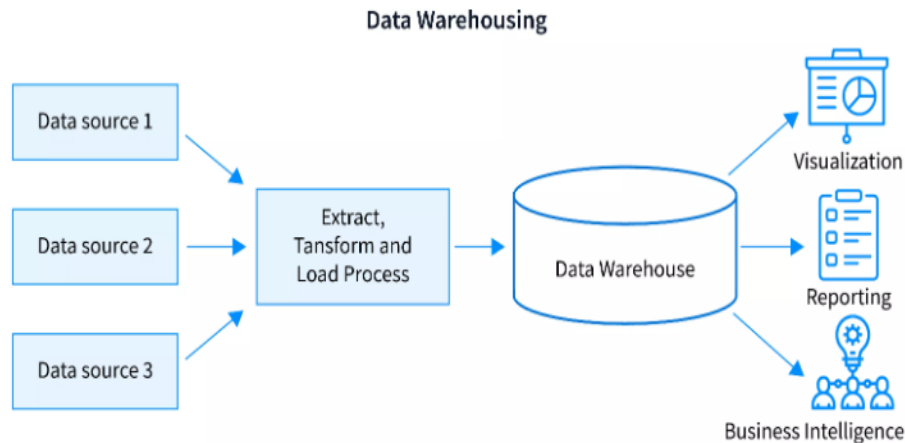 Data Warehousing
Data source 1
Data source 2
Data source 3
Extract,
Tansform and
Load Process
Data Warehouse
Visualization
Reporting
Business Intelligence